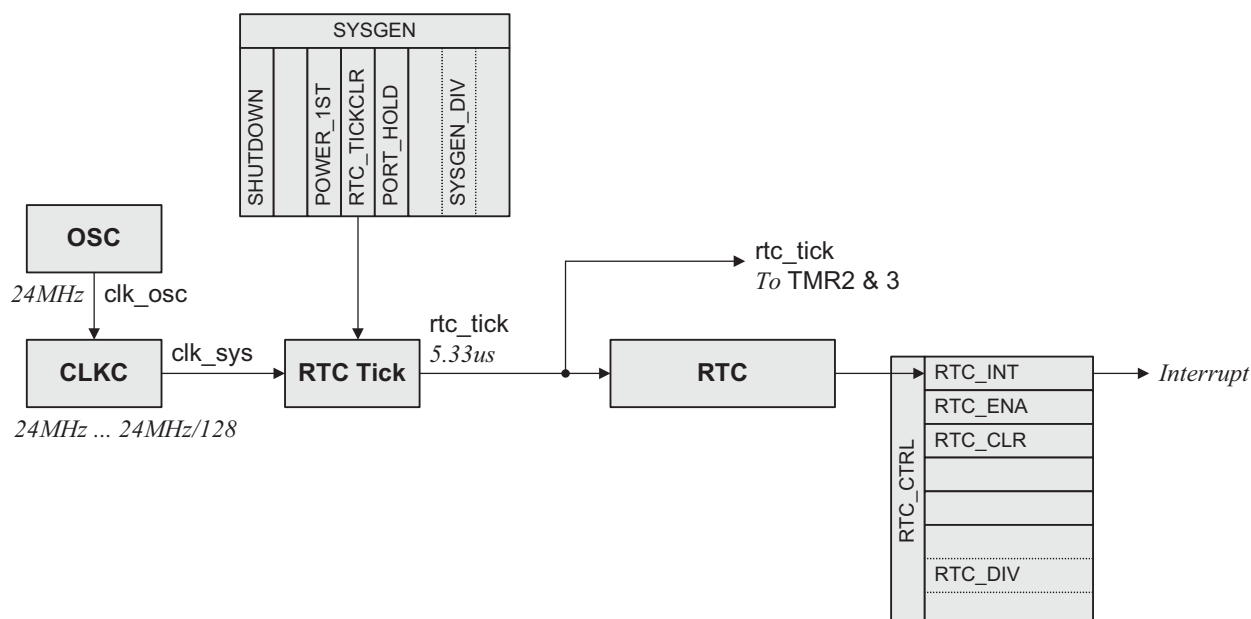 SYSGEN
SHUTDOWN
POWER_1ST
RTC_TICKCLR
PORT_HOLD
SYSGEN_DIV
OSC
24MHz clk_osc
CLKC
24MHz ... 24MHz/128
clk_sys
RTC Tick
rtc_tick
5.33us
rtc_tick
To TMR2 & 3
RTC
RTC_CTRL
RTC_INT
RTC_ENA
RTC_CLR
RTC_DIV
Interrupt